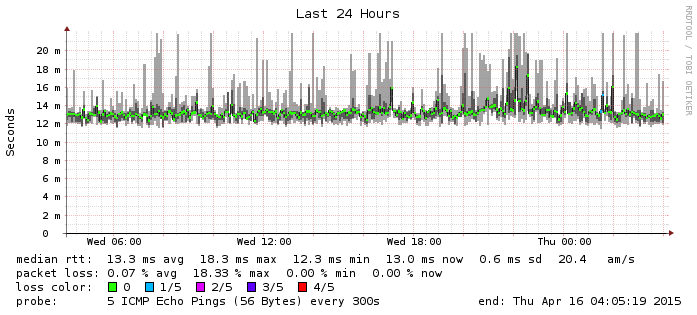 Last 24 Hours
RRDTOOL / TOBI OETIKER
Seconds
20 m
18 m
16 m
14 m
12 m
10 m
8 m
6 m
4 m
2 m
0
Wed 06:00 Wed 12:00 Wed 18:00 Thu 00:00
median rtt: 13.3 ms avg 18.3 ms max 12.3 ms min 13.0 ms now 0.6 ms sd 20.4 am/s
packet loss: 0.07 % avg 18.33 % max 0.00 % min 0.00 % now
loss color: 0 1/5 2/5 3/5 4/5
probe: 5 ICMP Echo Pings (56 Bytes) every 300s end: Thu Apr 16 04:05:19 2015